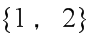 {1 , 2}